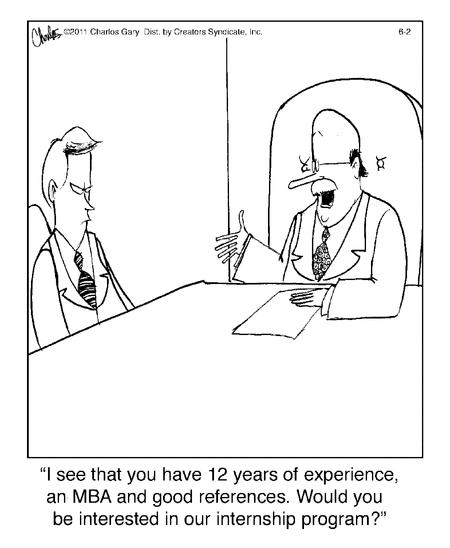 Charlos ©2011 Charlos Gary Dist. by Creators Syndicate, Inc. 6-2
“I see that you have 12 years of experience,
an MBA and good references. Would you
be interested in our internship program?”